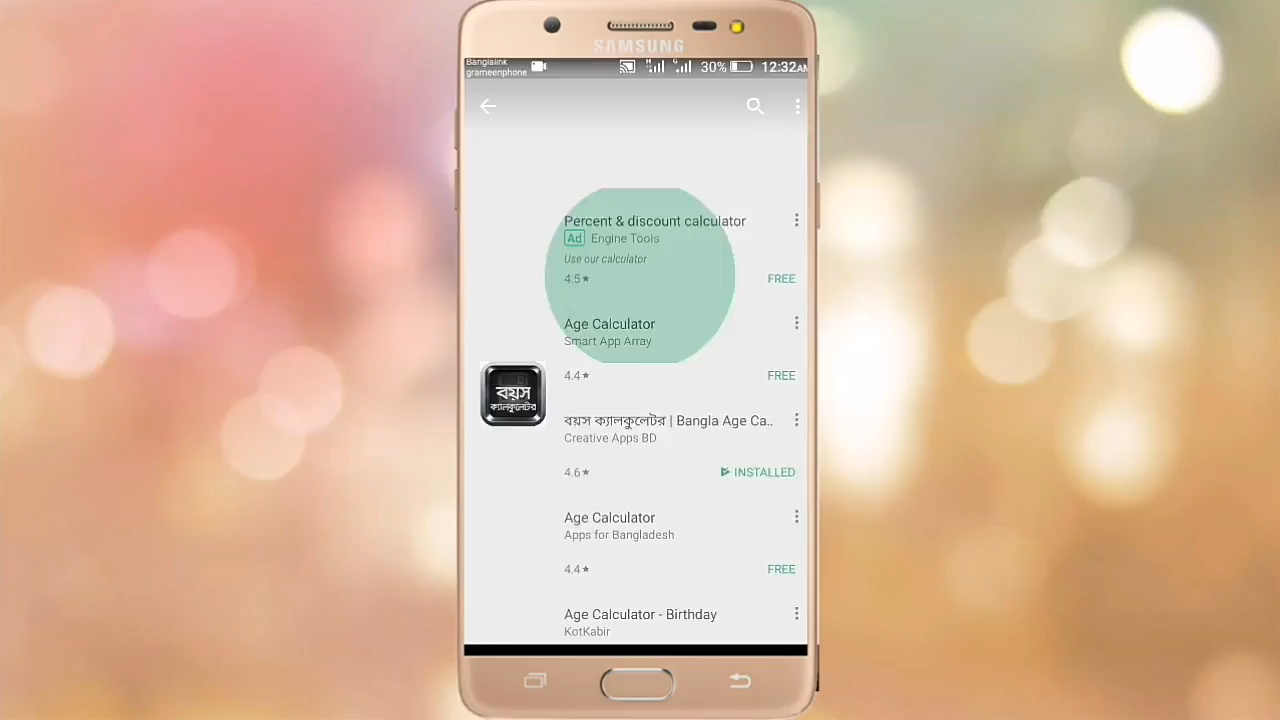 SAMSUNG
Banglalink
grameenphone
H
G
30%
12:32AM
Percent & discount calculator
Ad Engine Tools
Use our calculator
4.5★
FREE
Age Calculator
Smart App Array
4.4★
FREE
বয়স
ক্যালকুলেটর
বয়স ক্যালকুলেটর | Bangla Age Ca..
Creative Apps BD
4.6★
INSTALLED
Age Calculator
Apps for Bangladesh
4.4★
FREE
Age Calculator - Birthday
KotKabir